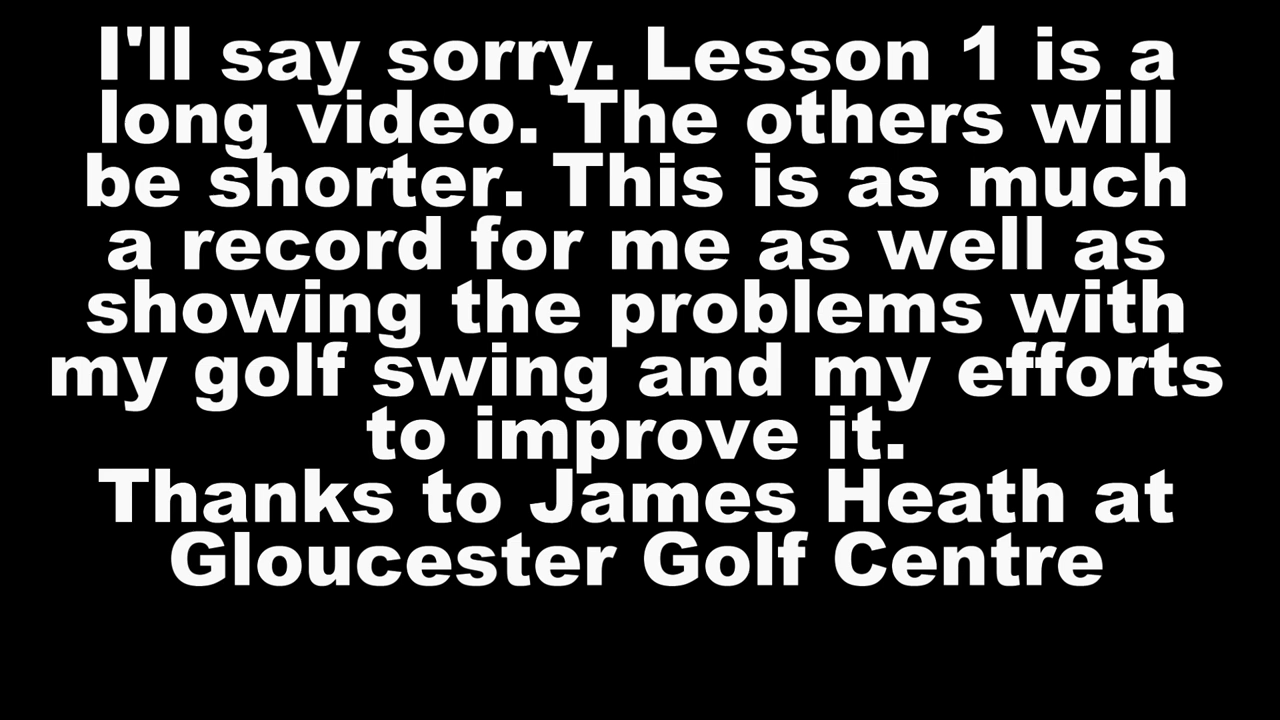 I'll say sorry. Lesson 1 is a
long video. The others will
be shorter. This is as much
a record for me as well as
showing the problems with
my golf swing and my efforts
to improve it.
Thanks to James Heath at
Gloucester Golf Centre